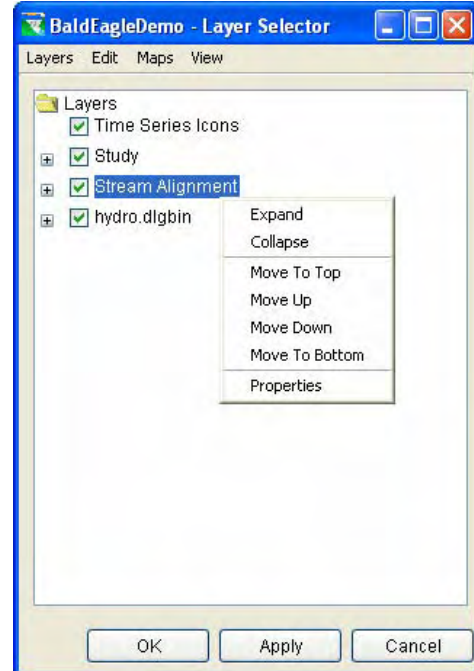 BaldEagleDemo - Layer Selector
Layers Edit Maps View
Layers
Time Series Icons
Study
Stream Alignment
hydro.dlgbin
Expand
Collapse
Move To Top
Move Up
Move Down
Move To Bottom
Properties
OK Apply Cancel